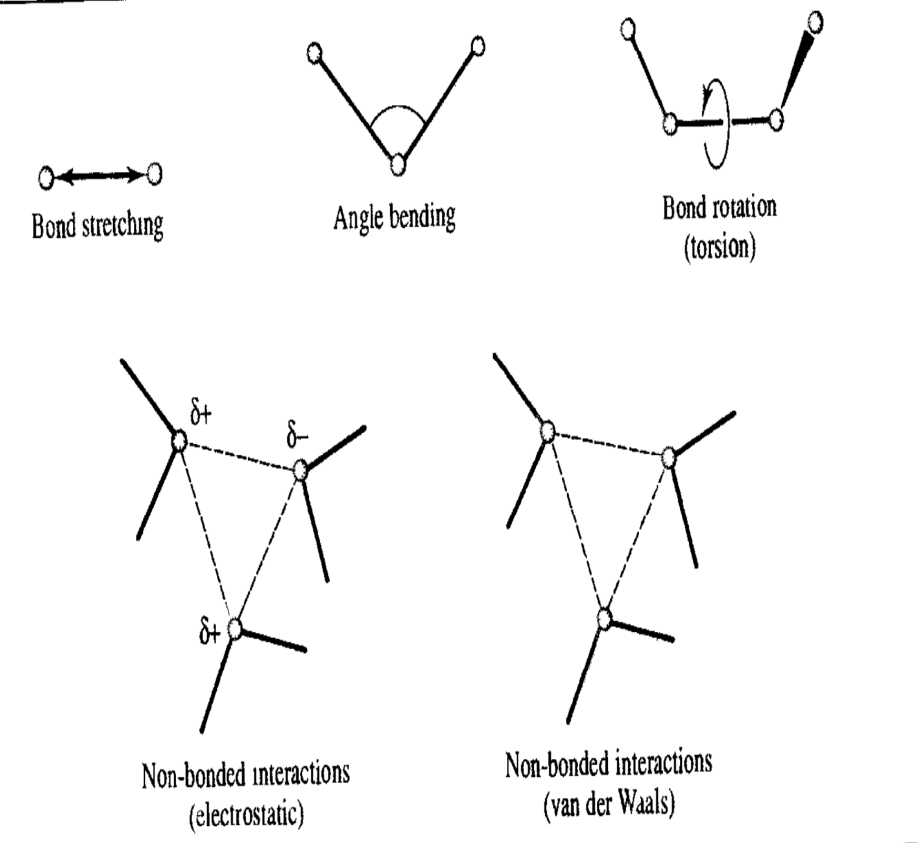 Bond stretching
Angle bending
Bond rotation
(torsion)
δ+
δ–
δ+
Non-bonded interactions
(electrostatic)
Non-bonded interactions
(van der Waals)